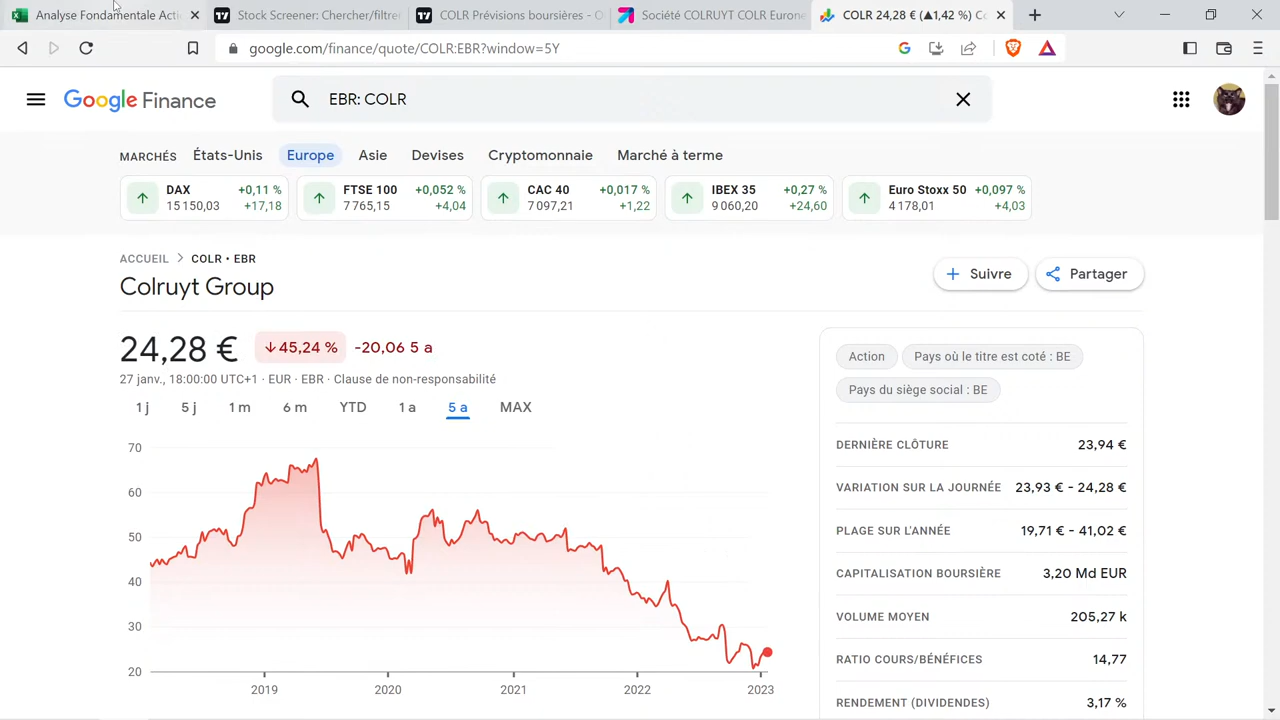 Analyse Fondamentale Acti
Stock Screener: Chercher/filtre
COLR Prévisions boursières - O
Société COLRUYT COLR Eurone
COLR 24,28 € (▲1,42 %) Co
google.com/finance/quote/COLR:EBR?window=5Y
Google Finance
EBR: COLR
MARCHÉS États-Unis Europe Asie Devises Cryptomonnaie Marché à terme
DAX +0,11 %
15 150,03 +17,18
FTSE 100 +0,052 %
7 765,15 +4,04
CAC 40 +0,017 %
7 097,21 +1,22
IBEX 35 +0,27 %
9 060,20 +24,60
Euro Stoxx 50 +0,097 %
4 178,01 +4,03
ACCUEIL > COLR • EBR
Colruyt Group
+ Suivre
Partager
24,28 € ↓45,24 % -20,06 5 a
27 janv., 18:00:00 UTC+1 · EUR · EBR · Clause de non-responsabilité
1 j 5 j 1 m 6 m YTD 1 a 5 a MAX
70
60
50
40
30
20
2019 2020 2021 2022 2023
Action
Pays où le titre est coté : BE
Pays du siège social : BE
DERNIÈRE CLÔTURE 23,94 €
VARIATION SUR LA JOURNÉE 23,93 € - 24,28 €
PLAGE SUR L'ANNÉE 19,71 € - 41,02 €
CAPITALISATION BOURSIÈRE 3,20 Md EUR
VOLUME MOYEN 205,27 k
RATIO COURS/BÉNÉFICES 14,77
RENDEMENT (DIVIDENDES) 3,17 %